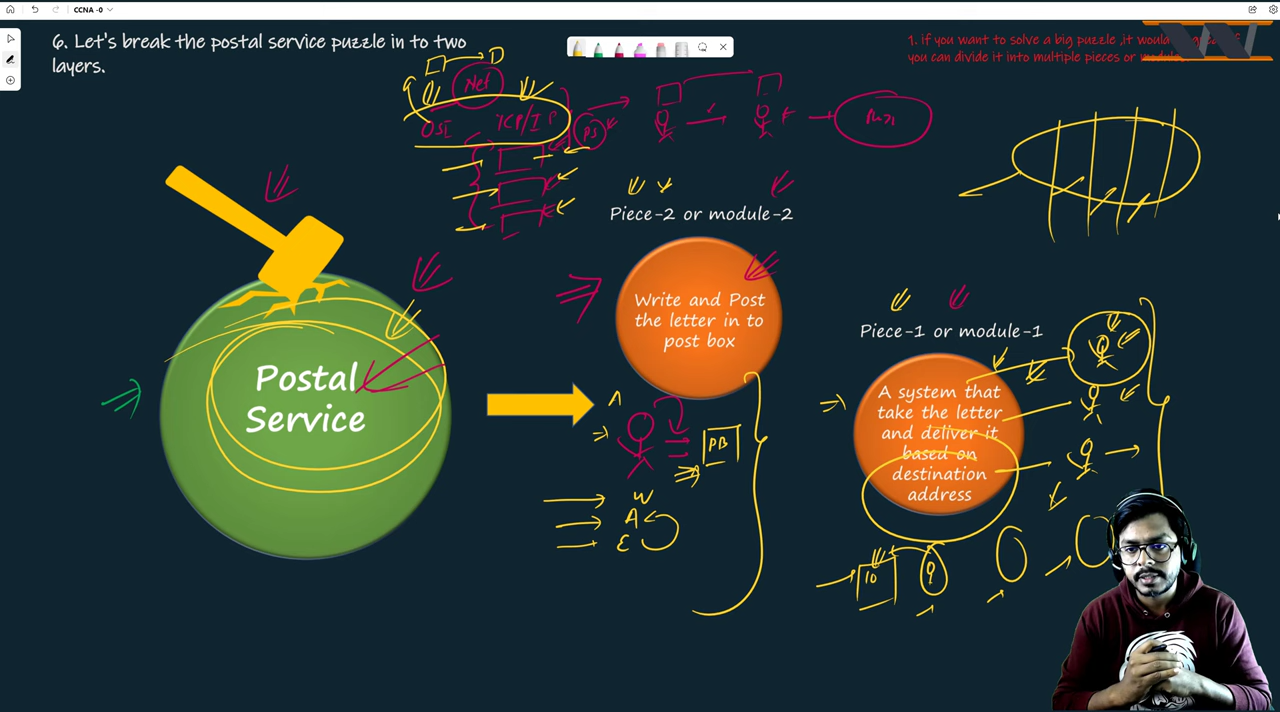 CCNA -0
6. Let's break the postal service puzzle in to two
layers.
1. if you want to solve a big puzzle ,it would
you can divide it into multiple pieces or
D
Net
OSI
TCP/IP
PS
Piece-2 or module-2
Write and Post
the letter in to
post box
Piece-1 or module-1
A system that
take the letter
and deliver it
based on
destination
address
Postal
Service
A
PB
W
A
E
10